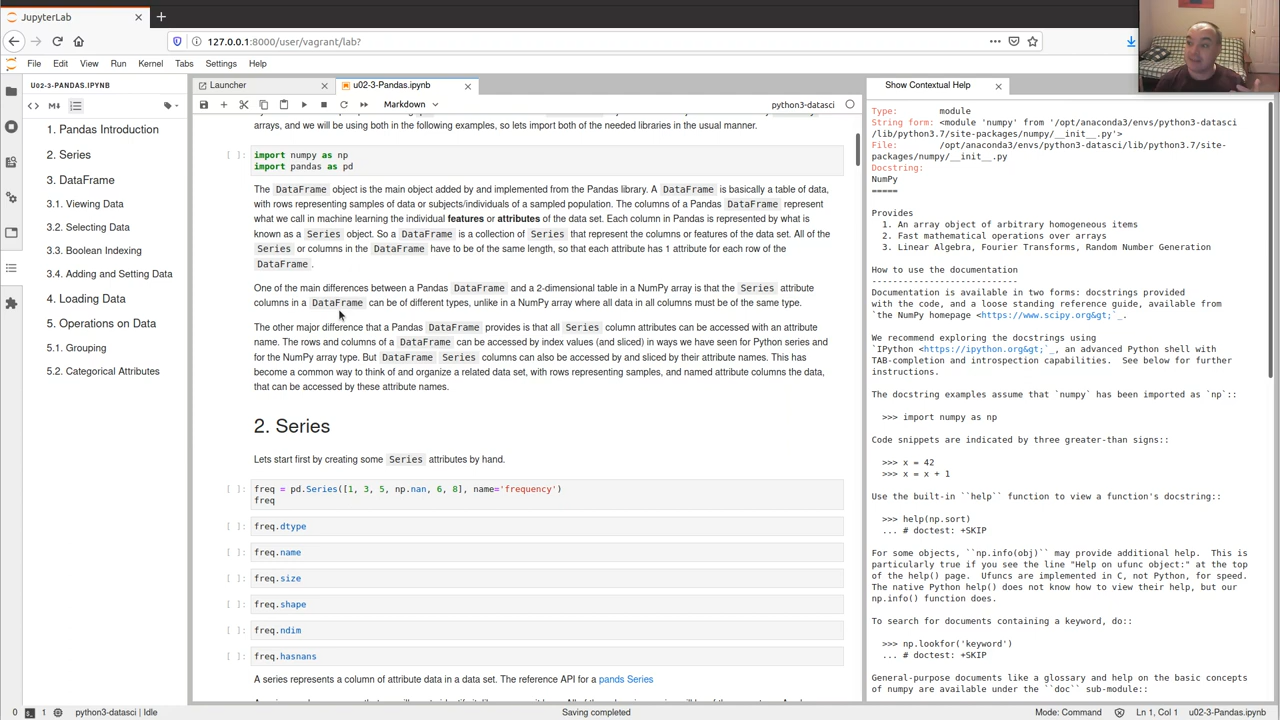 JupyterLab
127.0.0.1:8000/user/vagrant/lab?
File Edit View Run Kernel Tabs Settings Help
U02-3-PANDAS.IPYNB
Launcher
u02-3-Pandas.ipynb
Show Contextual Help
Markdown
python3-datasci
1. Pandas Introduction
2. Series
3. DataFrame
3.1. Viewing Data
3.2. Selecting Data
3.3. Boolean Indexing
3.4. Adding and Setting Data
4. Loading Data
5. Operations on Data
5.1. Grouping
5.2. Categorical Attributes
arrays, and we will be using both in the following examples, so lets import both of the needed libraries in the usual manner.
[ ]: import numpy as np
import pandas as pd
The DataFrame object is the main object added by and implemented from the Pandas library. A DataFrame is basically a table of data,
with rows representing samples of data or subjects/individuals of a sampled population. The columns of a Pandas DataFrame represent
what we call in machine learning the individual features or attributes of the data set. Each column in Pandas is represented by what is
known as a Series object. So a DataFrame is a collection of Series that represent the columns or features of the data set. All of the
Series or columns in the DataFrame have to be of the same length, so that each attribute has 1 attribute for each row of the
DataFrame.
One of the main differences between a Pandas DataFrame and a 2-dimensional table in a NumPy array is that the Series attribute
columns in a DataFrame can be of different types, unlike in a NumPy array where all data in all columns must be of the same type.
The other major difference that a Pandas DataFrame provides is that all Series column attributes can be accessed with an attribute
name. The rows and columns of a DataFrame can be accessed by index values (and sliced) in ways we have seen for Python series and
for the NumPy array type. But DataFrame Series columns can also be accessed by and sliced by their attribute names. This has
become a common way to think of and organize a related data set, with rows representing samples, and named attribute columns the data,
that can be accessed by these attribute names.
2. Series
Lets start first by creating some Series attributes by hand.
[ ]: freq = pd.Series([1, 3, 5, np.nan, 6, 8], name='frequency')
freq
[ ]: freq.dtype
[ ]: freq.name
[ ]: freq.size
[ ]: freq.shape
[ ]: freq.ndim
[ ]: freq.hasnans
A series represents a column of attribute data in a data set. The reference API for a pands Series
Type: module
String form: <module 'numpy' from '/opt/anaconda3/envs/python3-datasci
/lib/python3.7/site-packages/numpy/__init__.py'>
File: /opt/anaconda3/envs/python3-datasci/lib/python3.7/site-
packages/numpy/__init__.py
Docstring:
NumPy
=====
Provides
1. An array object of arbitrary homogeneous items
2. Fast mathematical operations over arrays
3. Linear Algebra, Fourier Transforms, Random Number Generation
How to use the documentation
----------------------------
Documentation is available in two forms: docstrings provided
with the code, and a loose standing reference guide, available from
`the NumPy homepage <https://www.scipy.org&gt;`_.
We recommend exploring the docstrings using
`IPython <https://ipython.org&gt;`_, an advanced Python shell with
TAB-completion and introspection capabilities. See below for further
instructions.
The docstring examples assume that `numpy` has been imported as `np`::
>>> import numpy as np
Code snippets are indicated by three greater-than signs::
>>> x = 42
>>> x = x + 1
Use the built-in ``help`` function to view a function's docstring::
>>> help(np.sort)
... # doctest: +SKIP
For some objects, ``np.info(obj)`` may provide additional help. This is
particularly true if you see the line "Help on ufunc object:" at the top
of the help() page. Ufuncs are implemented in C, not Python, for speed.
The native Python help() does not know how to view their help, but our
np.info() function does.
To search for documents containing a keyword, do::
>>> np.lookfor('keyword')
... # doctest: +SKIP
General-purpose documents like a glossary and help on the basic concepts
of numpy are available under the ``doc`` sub-module::
0 1 python3-datasci | Idle
Saving completed
Mode: Command Ln 1, Col 1 u02-3-Pandas.ipynb